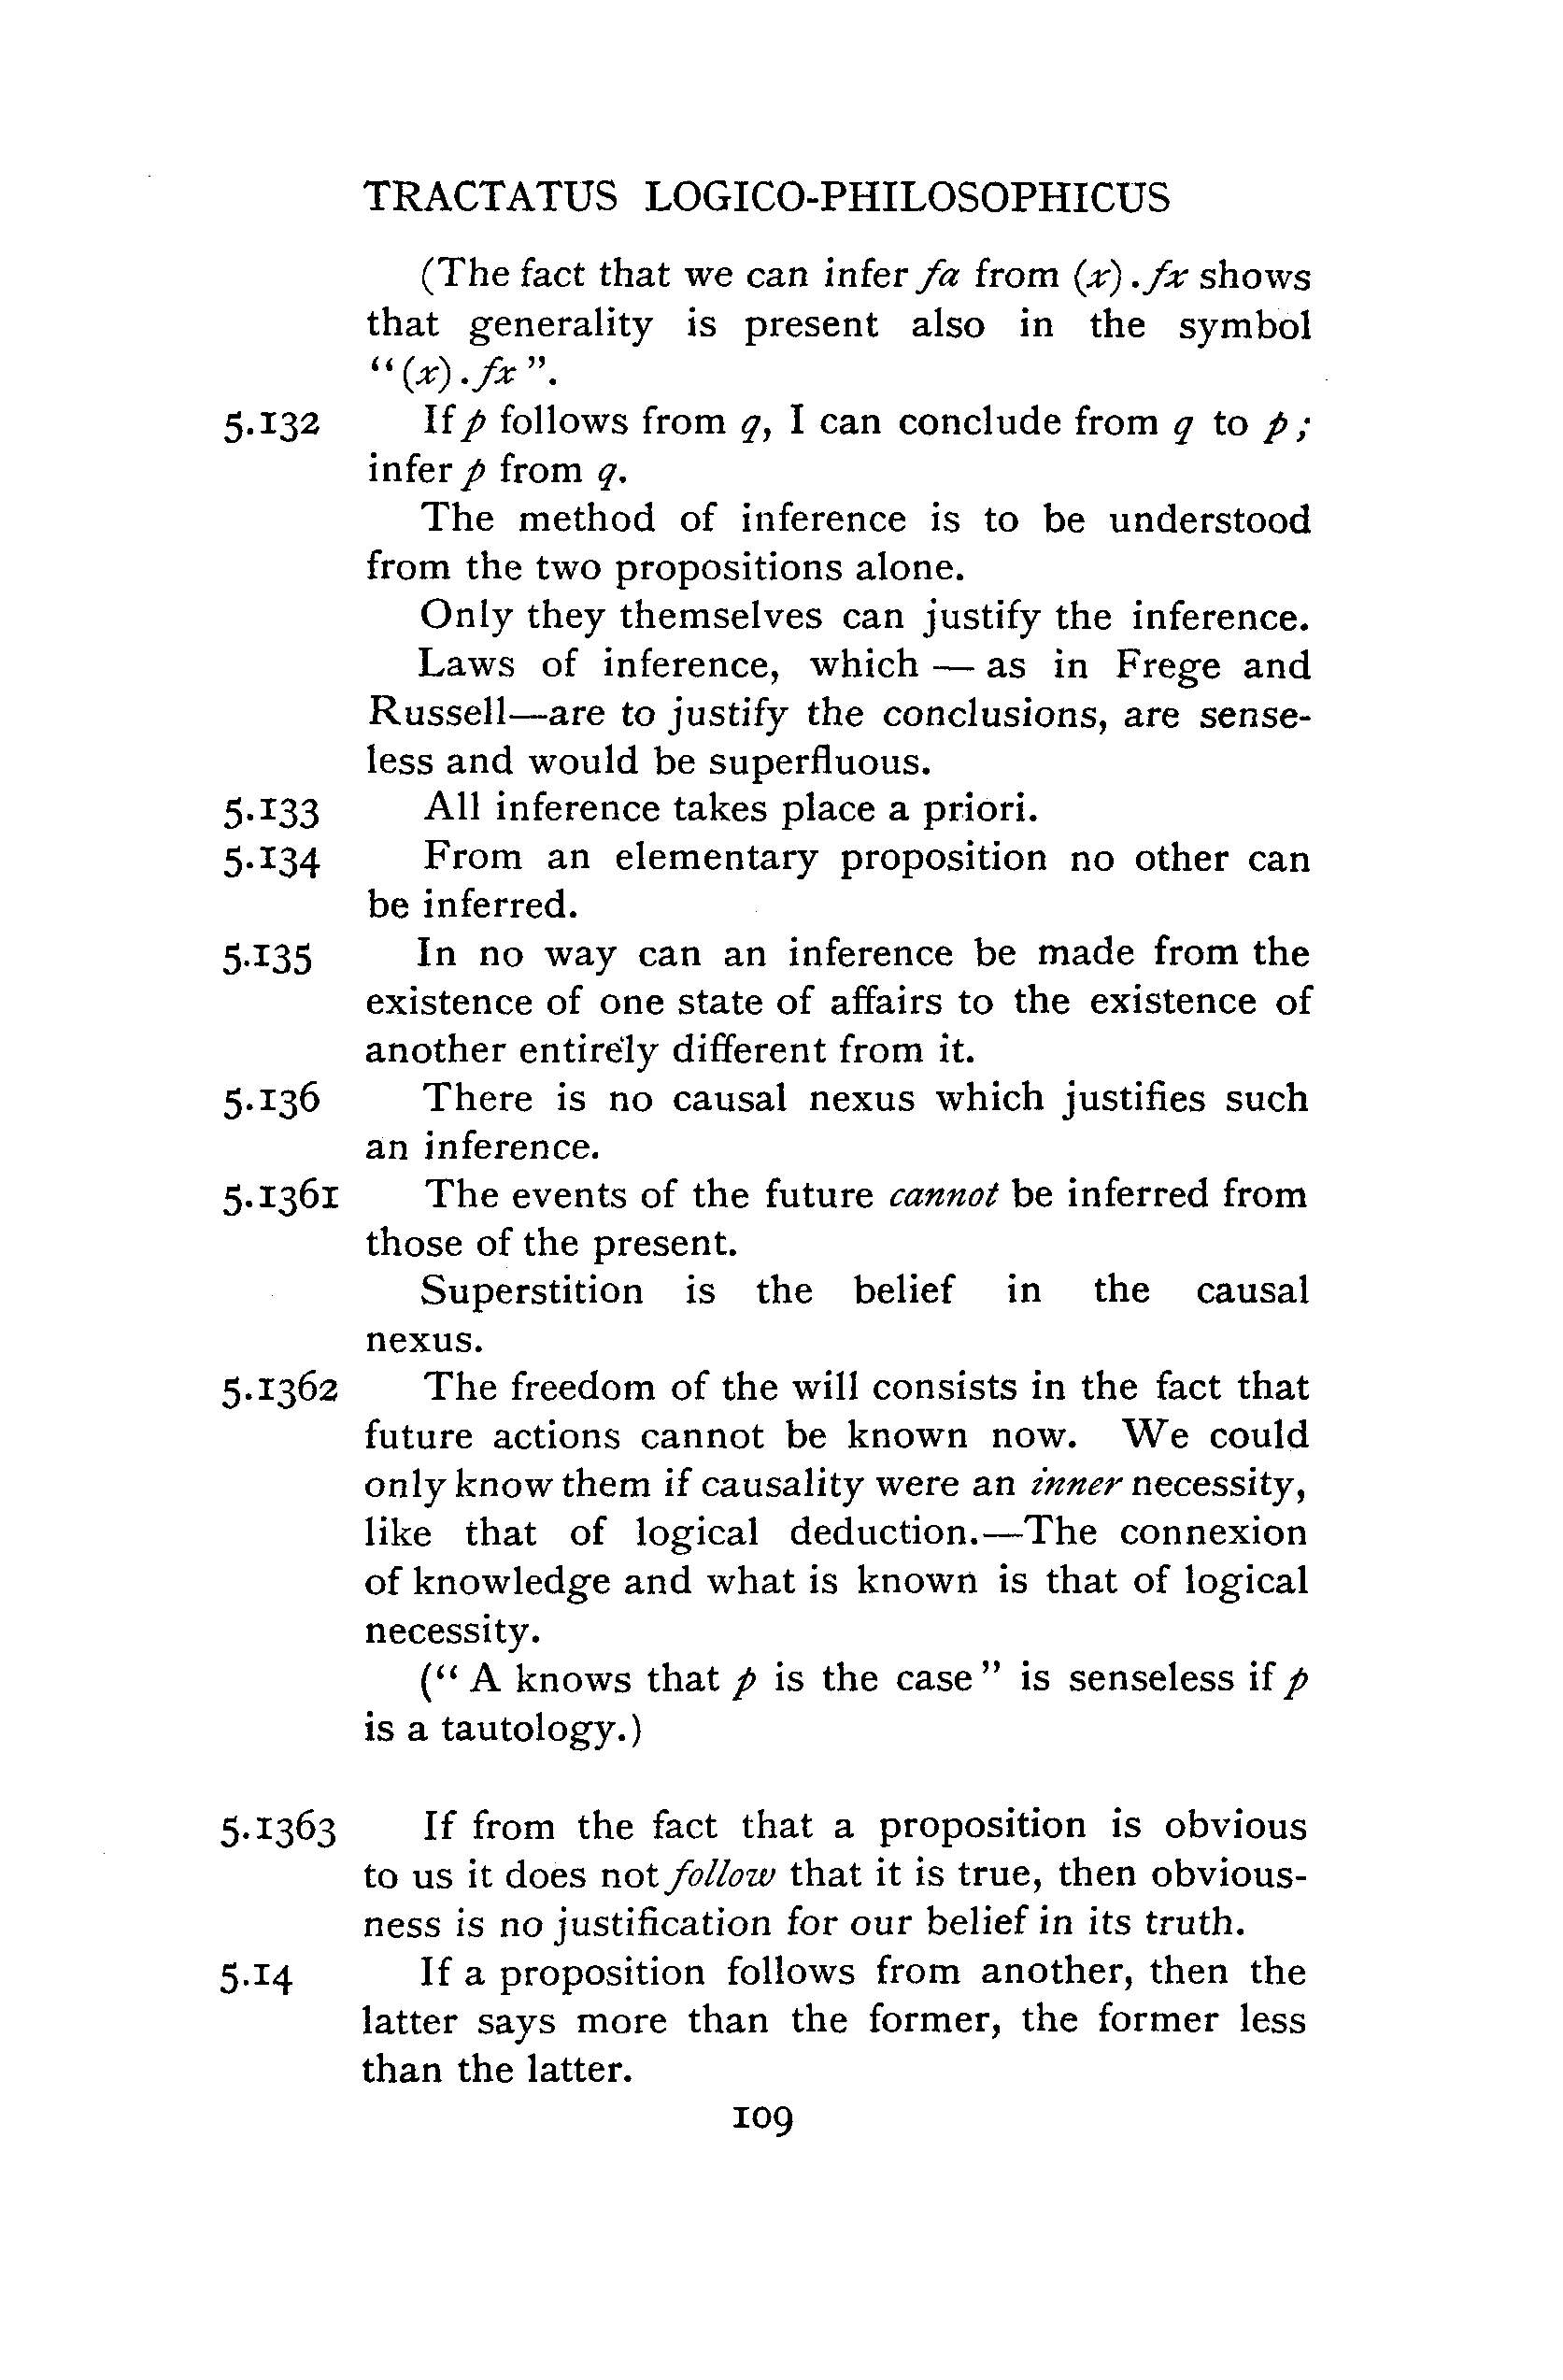 TRACTATUS LOGICO-PHILOSOPHICUS
(The fact that we can infer fa from (x) . fx shows
that generality is present also in the symbol
“(x) . fx”.
5·132 If p follows from q, I can conclude from q to p;
infer p from q.
The method of inference is to be understood
from the two propositions alone.
Only they themselves can justify the inference.
Laws of inference, which — as in Frege and
Russell—are to justify the conclusions, are sense-
less and would be superfluous.
5·133 All inference takes place a priori.
5·134 From an elementary proposition no other can
be inferred.
5·135 In no way can an inference be made from the
existence of one state of affairs to the existence of
another entirely different from it.
5·136 There is no causal nexus which justifies such
an inference.
5·1361 The events of the future cannot be inferred from
those of the present.
Superstition is the belief in the causal
nexus.
5·1362 The freedom of the will consists in the fact that
future actions cannot be known now. We could
only know them if causality were an inner necessity,
like that of logical deduction.—The connexion
of knowledge and what is known is that of logical
necessity.
(“A knows that p is the case” is senseless if p
is a tautology.)
5·1363 If from the fact that a proposition is obvious
to us it does not follow that it is true, then obvious-
ness is no justification for our belief in its truth.
5·14 If a proposition follows from another, then the
latter says more than the former, the former less
than the latter.
109